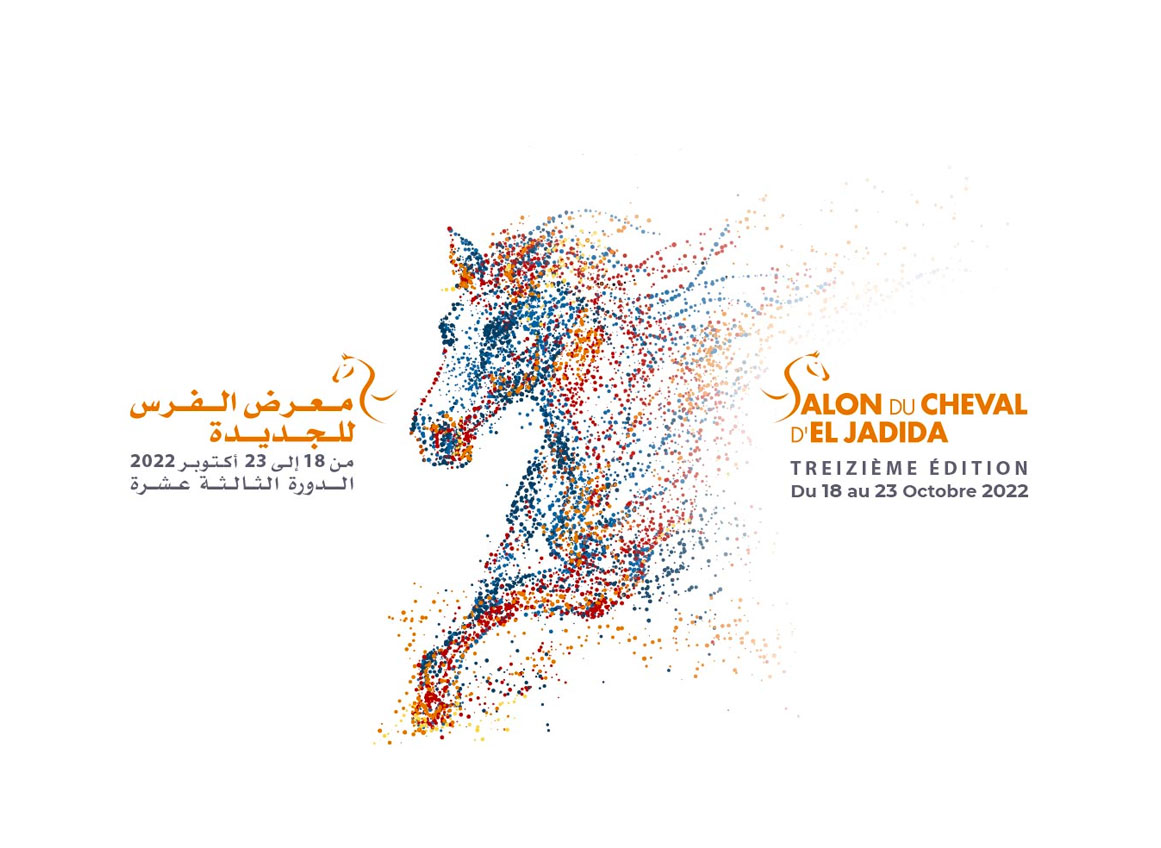 معرض الفرس
للجديدة
من 18 إلى 23 أكتوبر 2022
الدورة الثالثة عشرة
SALON DU CHEVAL
D'EL JADIDA
TREIZIÈME ÉDITION
Du 18 au 23 Octobre 2022